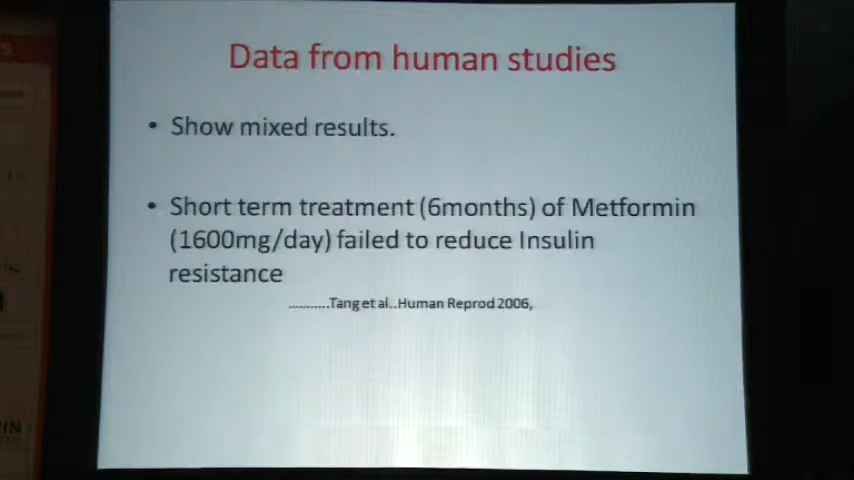 Data from human studies
• Show mixed results.
• Short term treatment (6months) of Metformin
(1600mg/day) failed to reduce Insulin
resistance
...........Tang et al..Human Reprod 2006,
IN